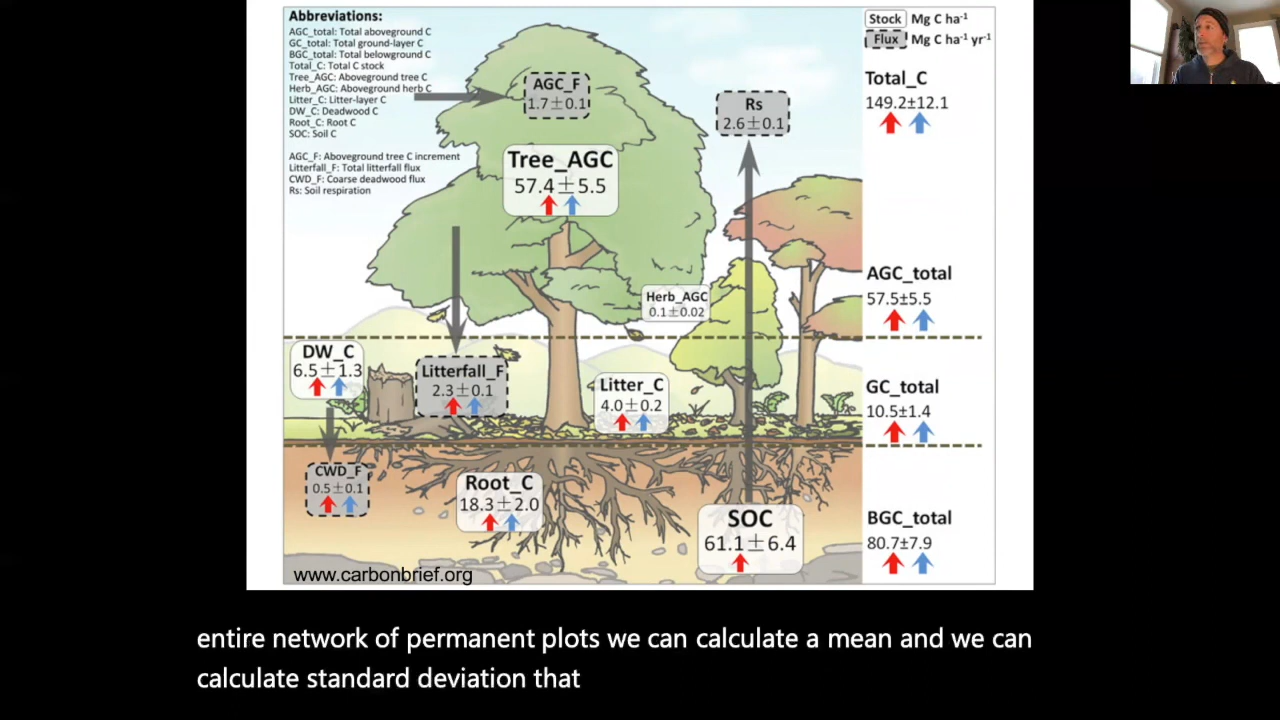 Abbreviations:
AGC_total: Total aboveground C
GC_total: Total ground-layer C
BGC_total: Total belowground C
Total_C: Total C stock
Tree_AGC: Aboveground tree C
Herb_AGC: Aboveground herb C
Litter_C: Litter-layer C
DW_C: Deadwood C
Root_C: Root C
SOC: Soil C
AGC_F: Aboveground tree C increment
Litterfall_F: Total litterfall flux
CWD_F: Coarse deadwood flux
Rs: Soil respiration
Stock Mg C ha⁻¹
Flux Mg C ha⁻¹ yr⁻¹
Total_C
149.2±12.1
AGC_F
1.7±0.1
Rs
2.6±0.1
Tree_AGC
57.4±5.5
AGC_total
57.5±5.5
Herb_AGC
0.1±0.02
DW_C
6.5±1.3
Litterfall_F
2.3±0.1
Litter_C
4.0±0.2
GC_total
10.5±1.4
CWD_F
0.5±0.1
Root_C
18.3±2.0
SOC
61.1±6.4
BGC_total
80.7±7.9
www.carbonbrief.org
entire network of permanent plots we can calculate a mean and we can
calculate standard deviation that